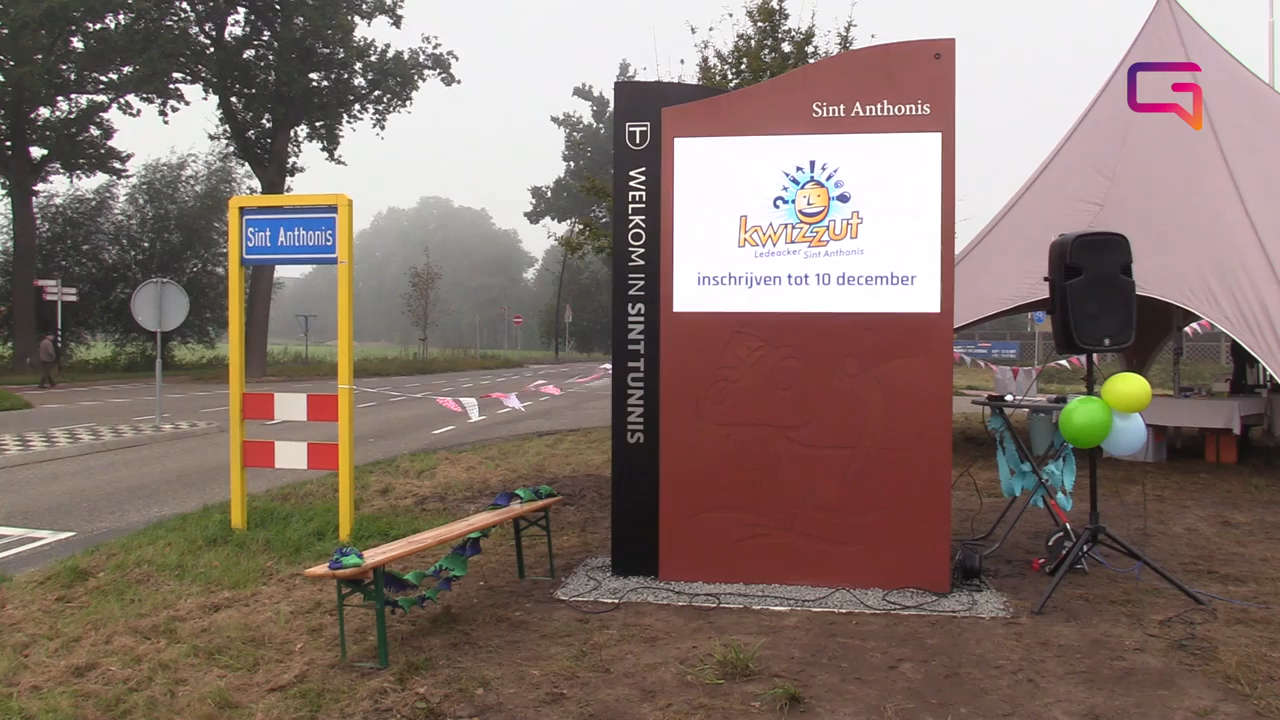 Sint Anthonis
Sint Anthonis
WELKOM IN SINT TUNNIS
kwizzut
Ledeacker Sint Anthonis
inschrijven tot 10 december